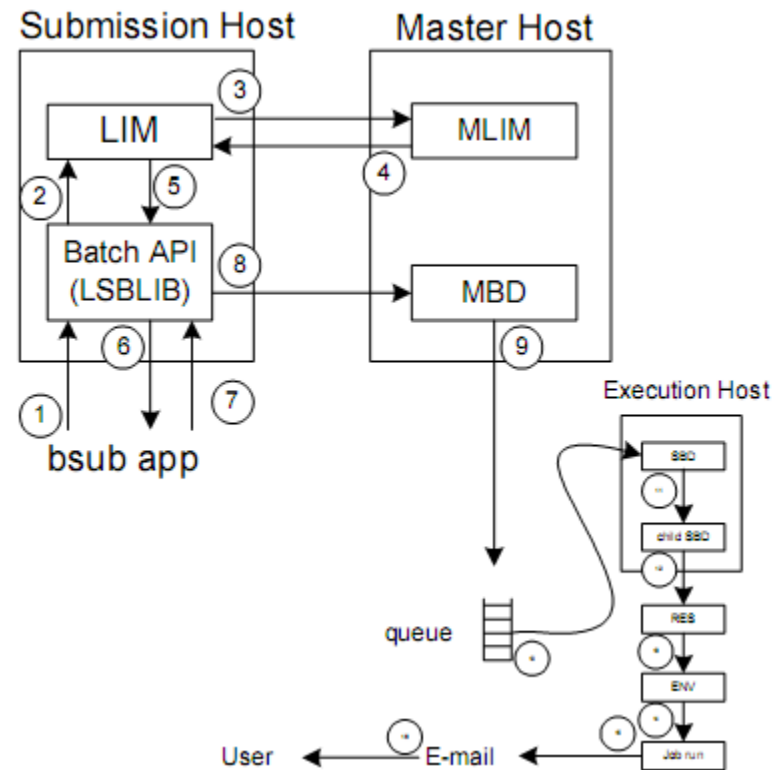 Submission Host
Master Host
3
LIM
MLIM
4
2
5
Batch API
(LSBLIB)
8
MBD
6
9
1
7
bsub app
Execution Host
SBD
child SBD
RES
queue
ENV
User
E-mail
Job run